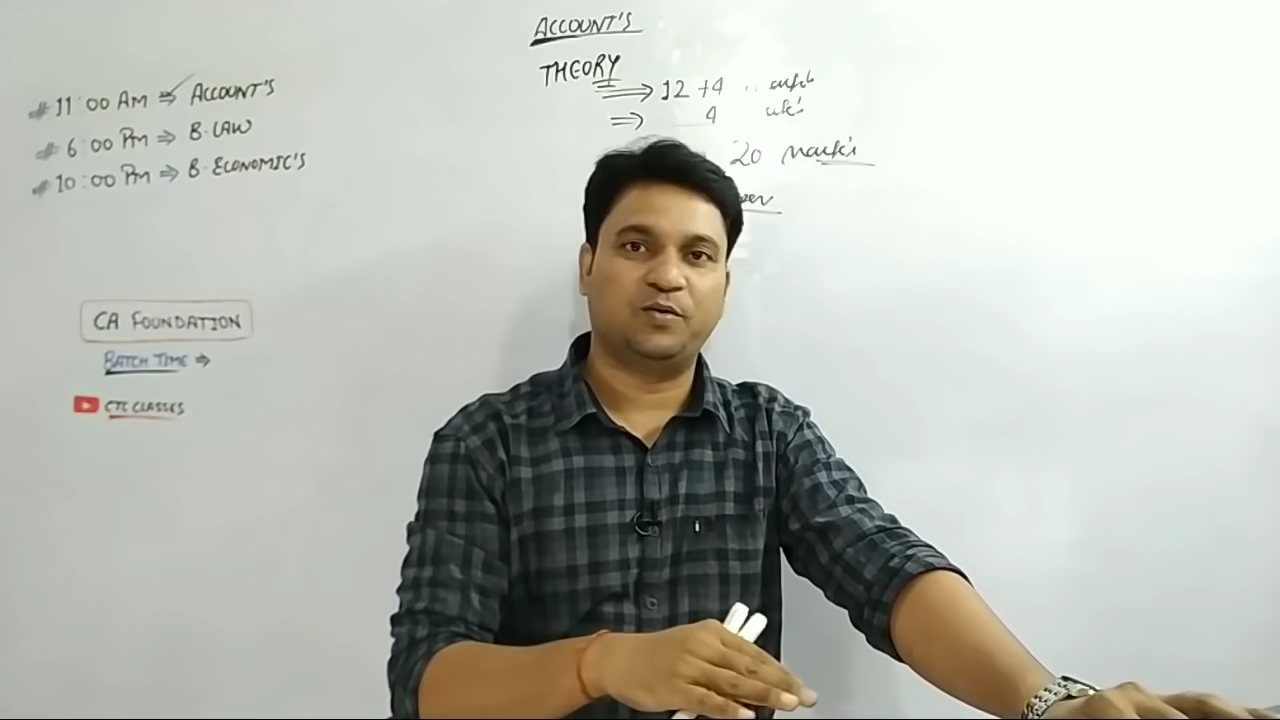 # 11:00 AM ⇒ ACCOUNT'S
# 6:00 PM ⇒ B.LAW
# 10:00 PM ⇒ B.ECONOMIC'S
CA FOUNDATION
BATCH TIME ⇒
CTC CLASSES
ACCOUNT'S
THEORY
⇒ 12 +4
⇒ 4
20 Marks